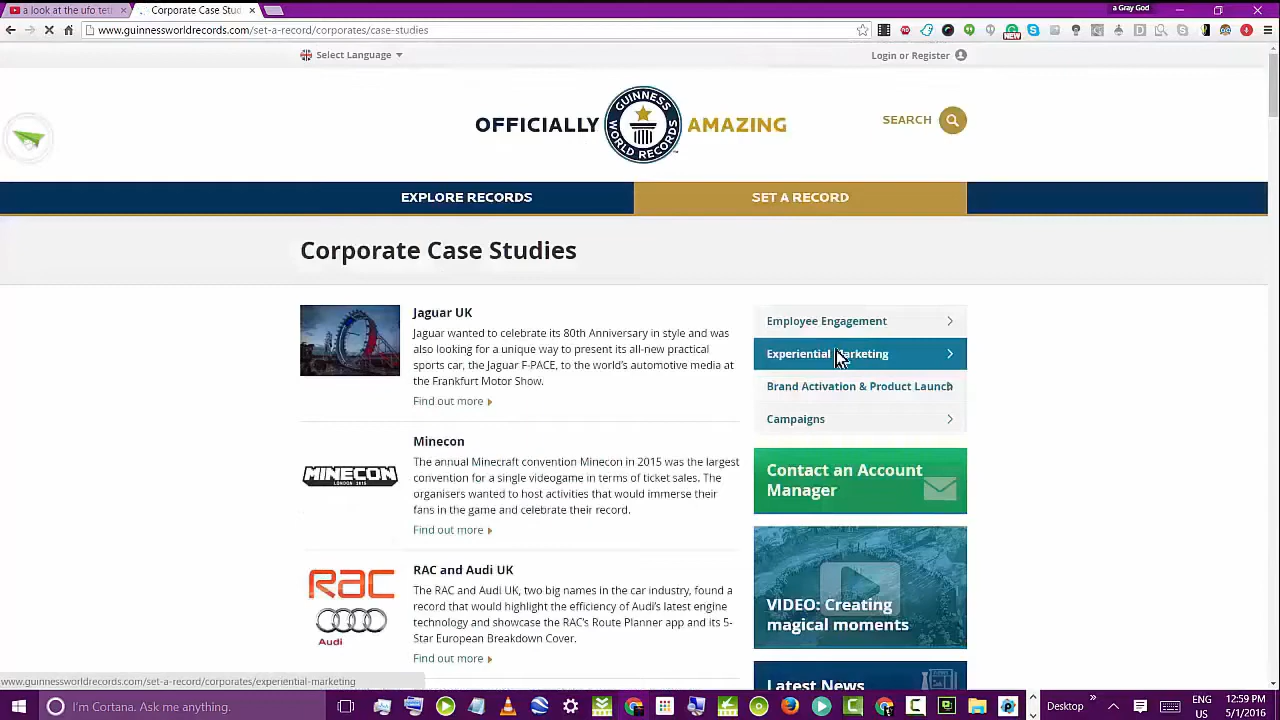 a look at the ufo tet
Corporate Case Stud
a Gray God
www.guinnessworldrecords.com/set-a-record/corporates/case-studies
NEW
Select Language
Login or Register
OFFICIALLY
GUINNESS
WORLD RECORDS
AMAZING
SEARCH
EXPLORE RECORDS
SET A RECORD
Corporate Case Studies
Jaguar UK
Jaguar wanted to celebrate its 80th Anniversary in style and was
also looking for a unique way to present its all-new practical
sports car, the Jaguar F-PACE, to the world's automotive media at
the Frankfurt Motor Show.
Find out more
MINECON
LONDON 2015
Minecon
The annual Minecraft convention Minecon in 2015 was the largest
convention for a single videogame in terms of ticket sales. The
organisers wanted to host activities that would immerse their
fans in the game and celebrate their record.
Find out more
RAC
Audi
RAC and Audi UK
The RAC and Audi UK, two big names in the car industry, found a
record that would highlight the efficiency of Audi's latest engine
technology and showcase the RAC's Route Planner app and its 5-
Star European Breakdown Cover.
Find out more
Employee Engagement
Experiential Marketing
Brand Activation & Product Launch
Campaigns
Contact an Account
Manager
VIDEO: Creating
magical moments
Latest News
www.guinnessworldrecords.com/set-a-record/corporates/experiential-marketing
I'm Cortana. Ask me anything.
Desktop
ENG
US
12:59 PM
5/1/2016